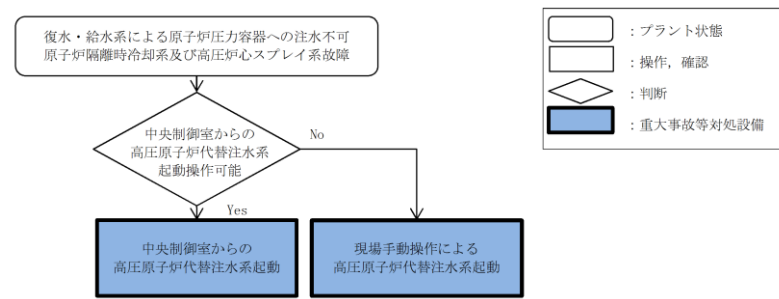 復水・給水系による原子炉圧力容器への注水不可
原子炉隔離時冷却系及び高圧炉心スプレイ系故障
中央制御室からの
高圧原子炉代替注水系
起動操作可能
No
Yes
中央制御室からの
高圧原子炉代替注水系起動
現場手動操作による
高圧原子炉代替注水系起動
：プラント状態
：操作，確認
：判断
：重大事故等対処設備